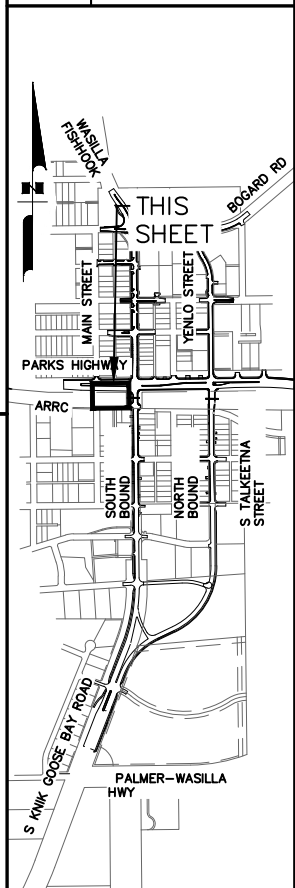 WASILLA
FISHHOOK
N
THIS
SHEET
BOGARD RD
MAIN STREET
YENLO STREET
PARKS HIGHWAY
ARRC
SOUTH
BOUND
NORTH
BOUND
S TALKEETNA
STREET
S KNIK GOOSE BAY ROAD
PALMER-WASILLA
HWY